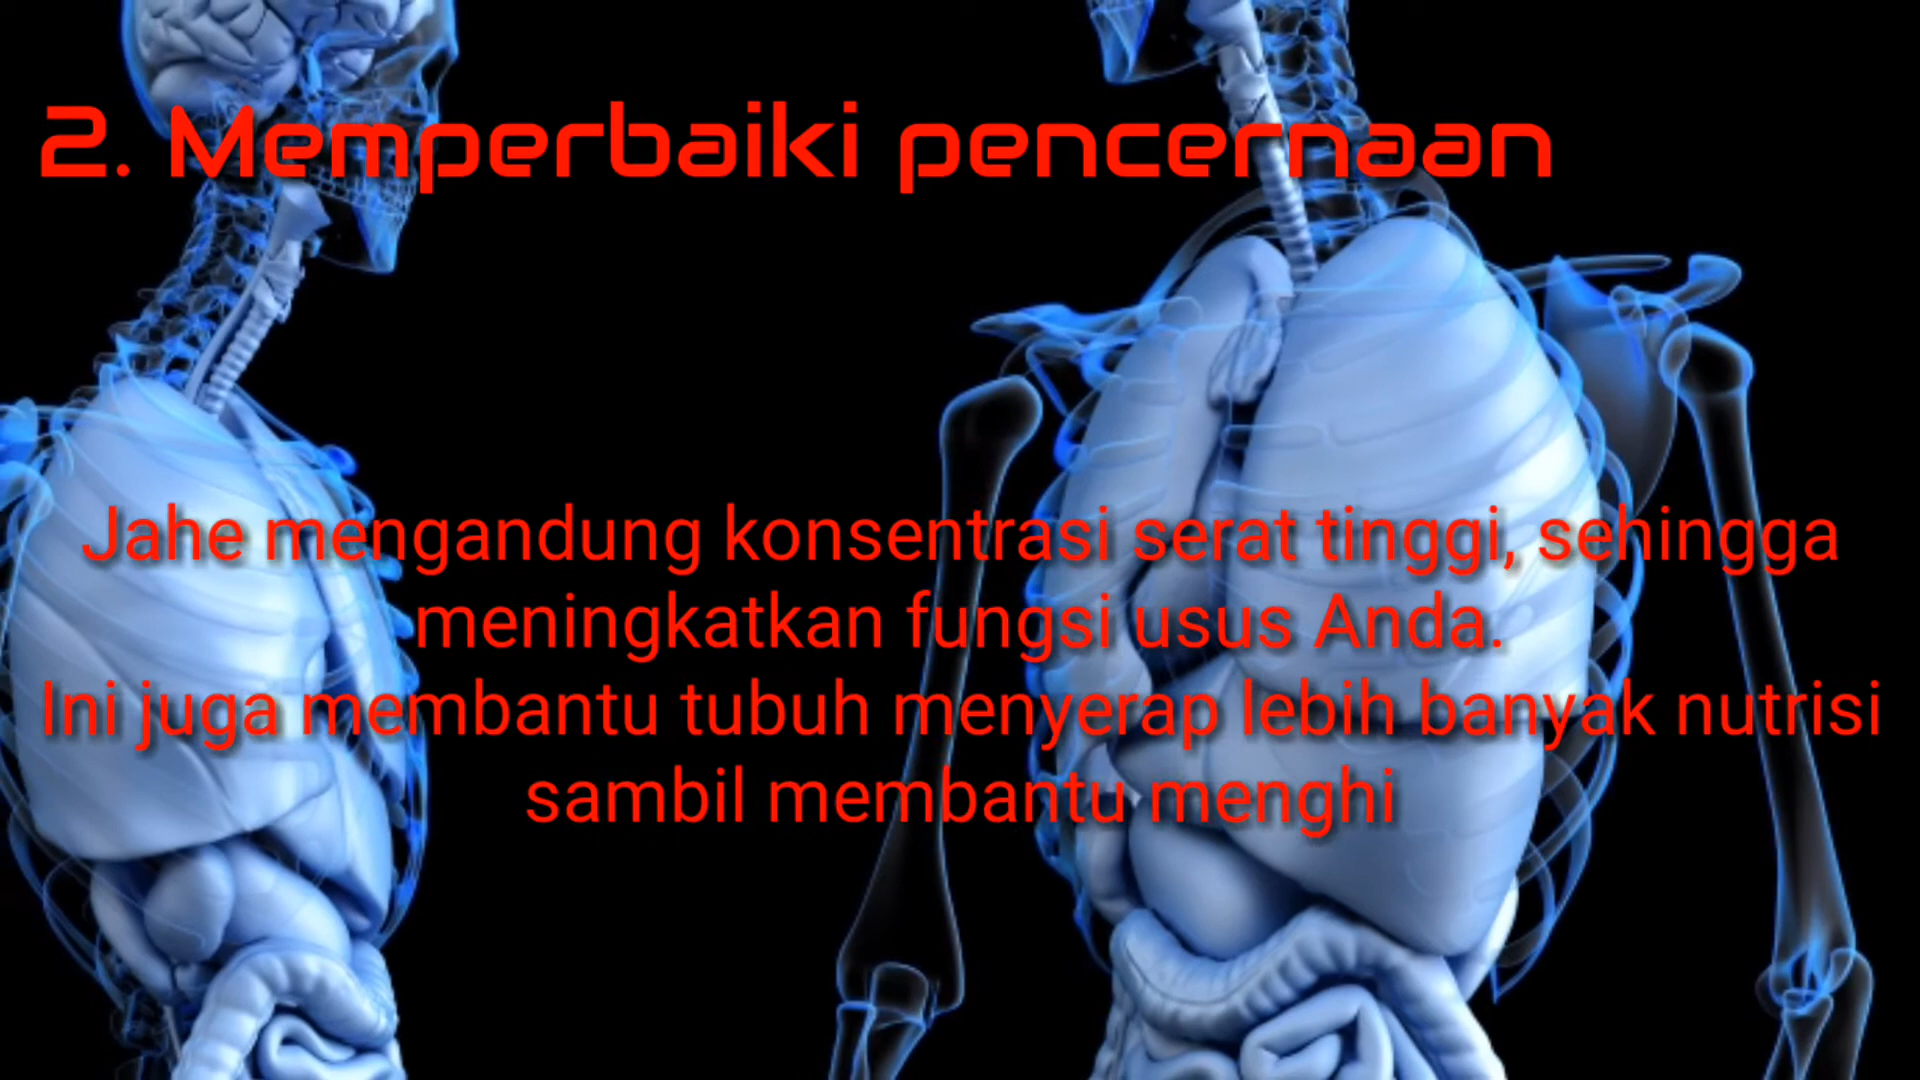 2. Memperbaiki pencernaan
Jahe mengandung konsentrasi serat tinggi, sehingga
meningkatkan fungsi usus Anda.
Ini juga membantu tubuh menyerap lebih banyak nutrisi
sambil membantu menghi